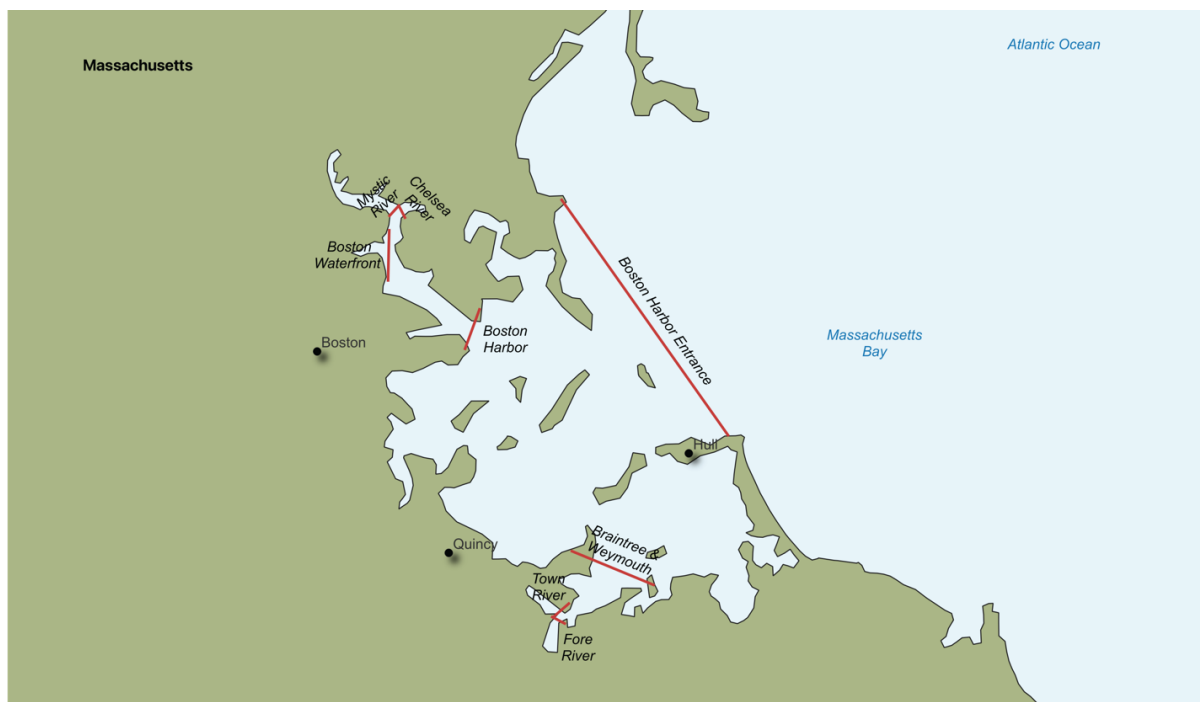 Atlantic Ocean
Massachusetts
Mystic
River
Chelsea
River
Boston
Waterfront
Boston Harbor Entrance
Boston
Harbor
Massachusetts
Bay
Boston
Hull
Quincy
Braintree &
Weymouth
Town
River
Fore
River